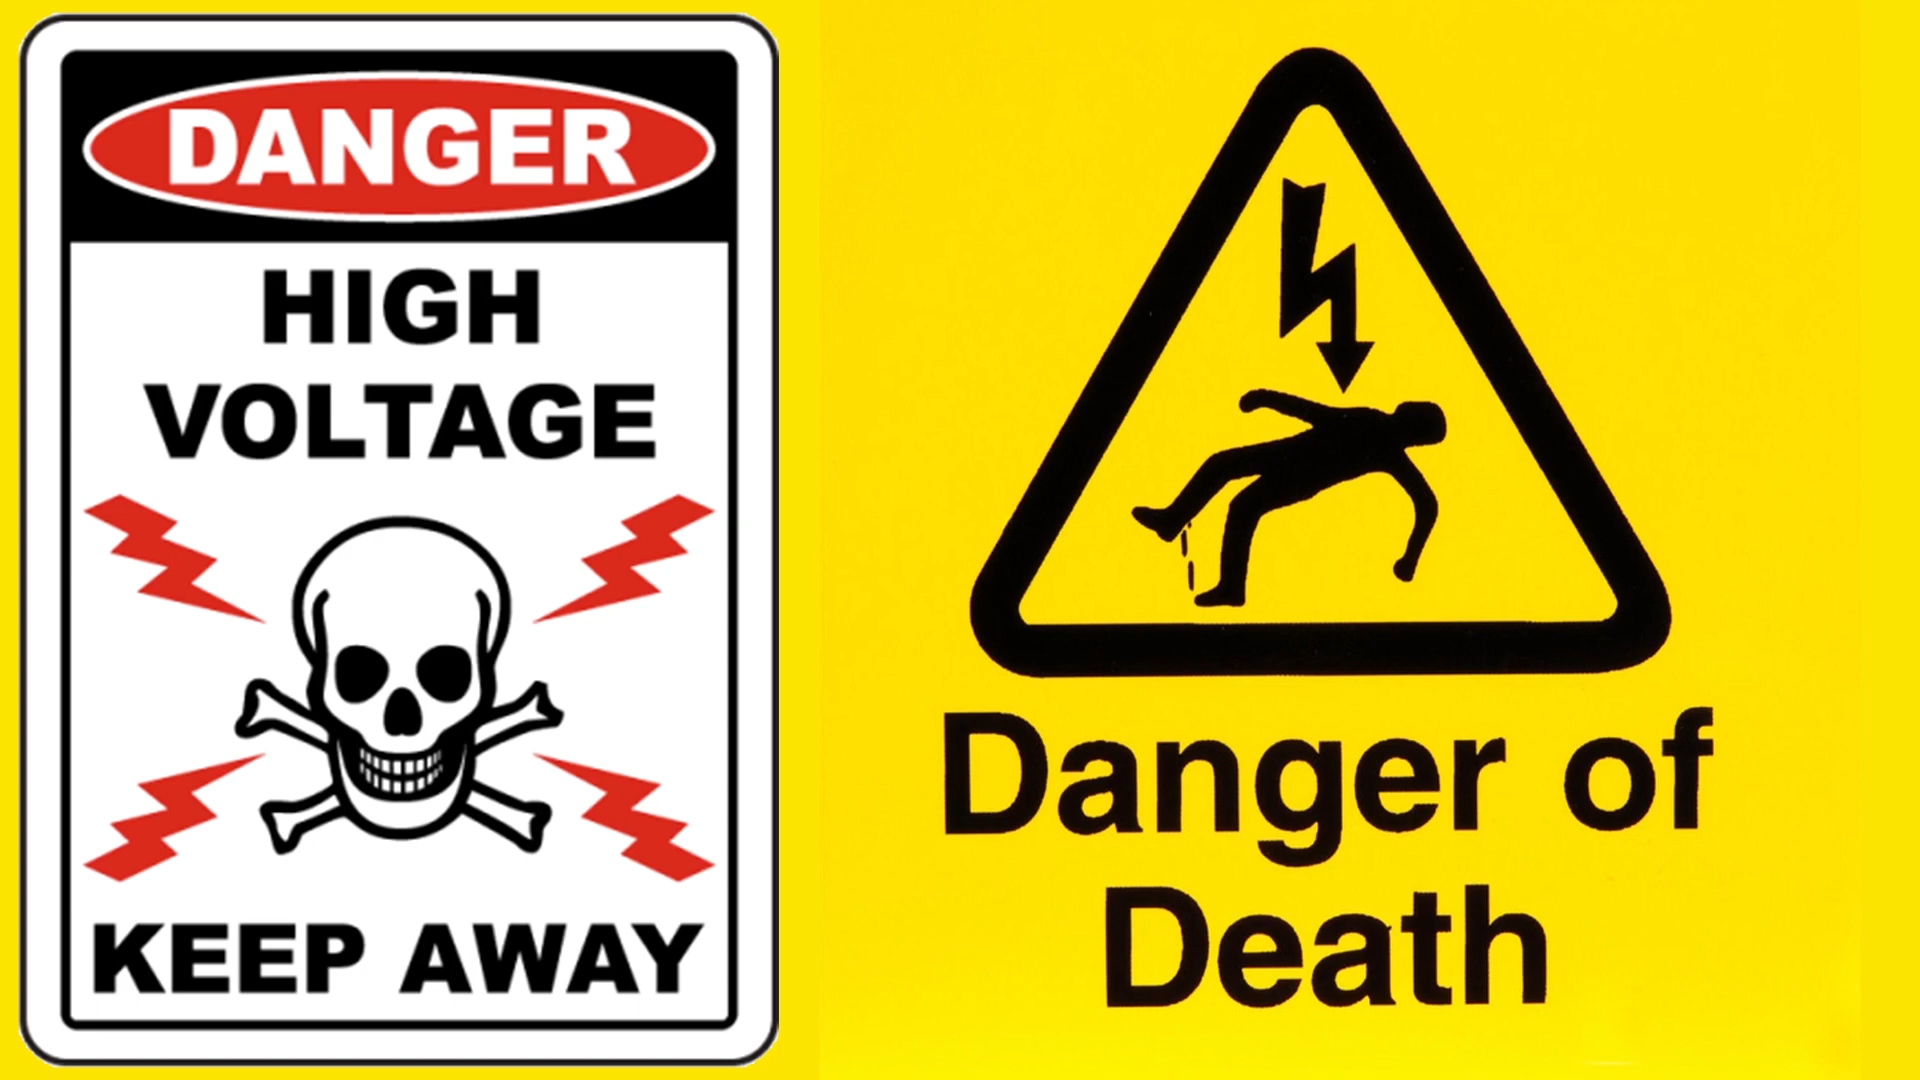 DANGER
HIGH
VOLTAGE
KEEP AWAY
Danger of
Death